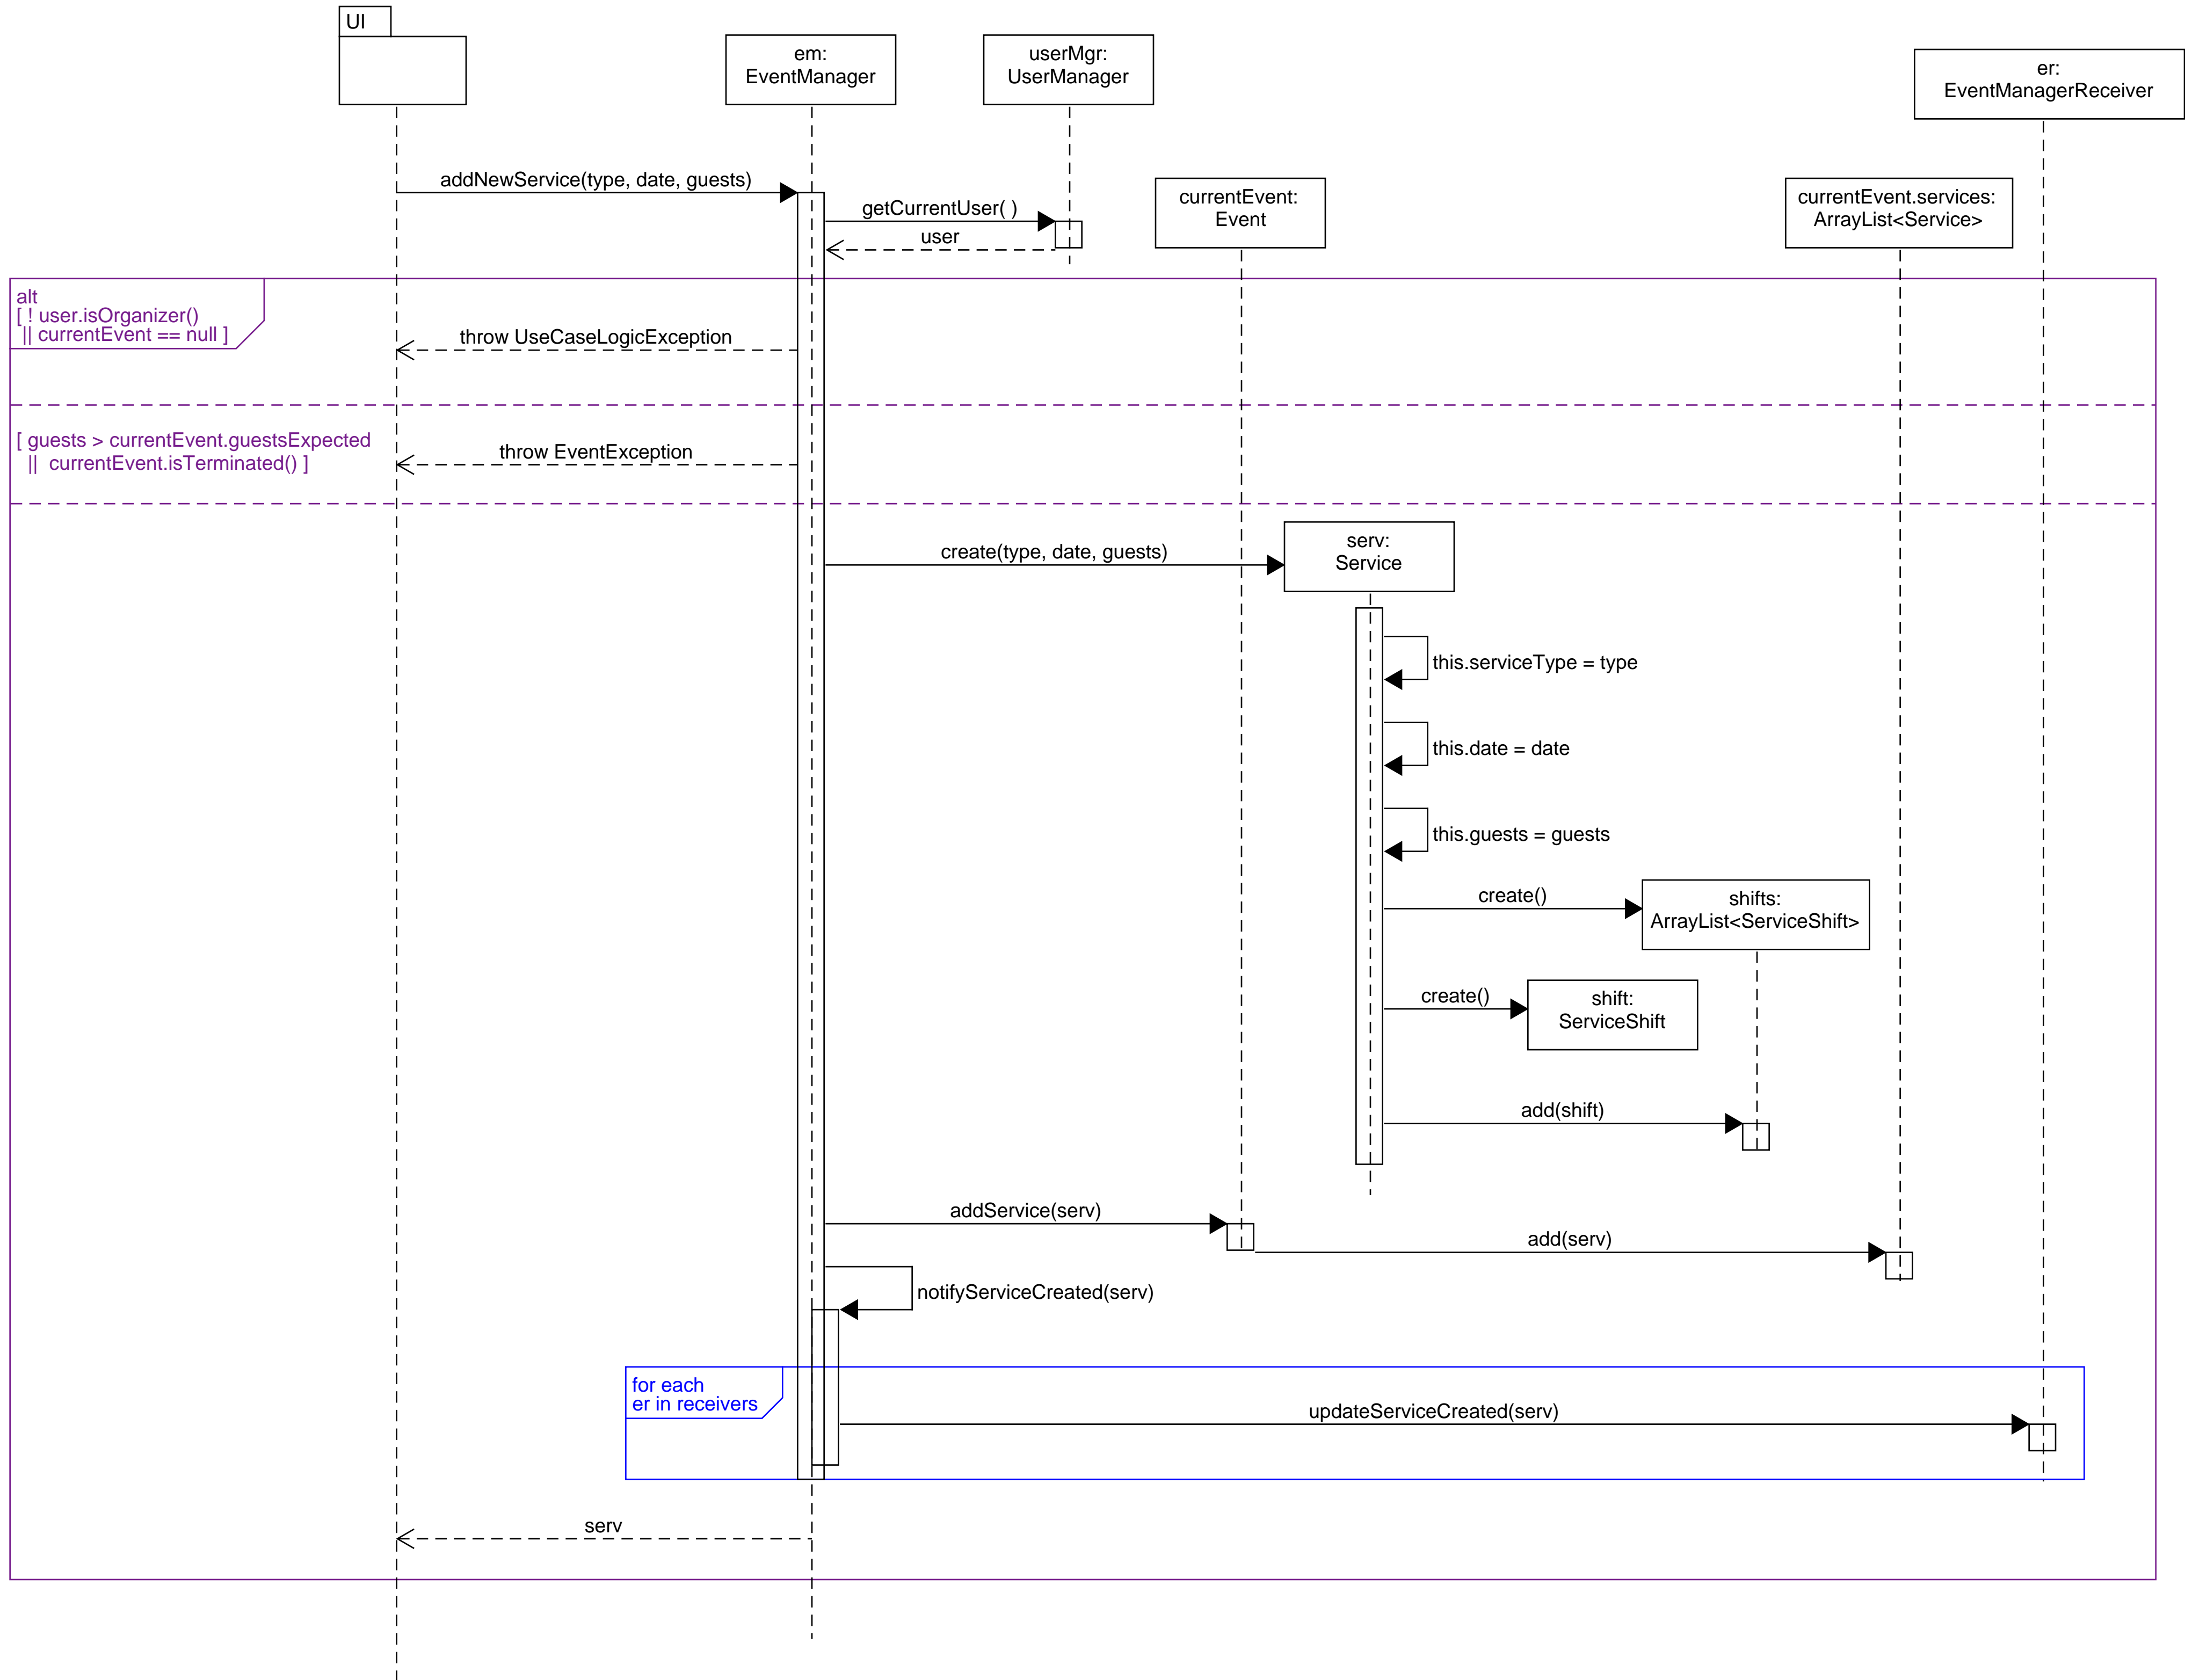 UI
em:
EventManager
userMgr:
UserManager
er:
EventManagerReceiver
addNewService(type, date, guests)
getCurrentUser( )
user
currentEvent:
Event
currentEvent.services:
ArrayList<Service>
alt
[ ! user.isOrganizer()
|| currentEvent == null ]
throw UseCaseLogicException
[ guests > currentEvent.guestsExpected
|| currentEvent.isTerminated() ]
throw EventException
create(type, date, guests)
serv:
Service
this.serviceType = type
this.date = date
this.guests = guests
create()
shifts:
ArrayList<ServiceShift>
create()
shift:
ServiceShift
add(shift)
addService(serv)
add(serv)
notifyServiceCreated(serv)
for each
er in receivers
updateServiceCreated(serv)
serv